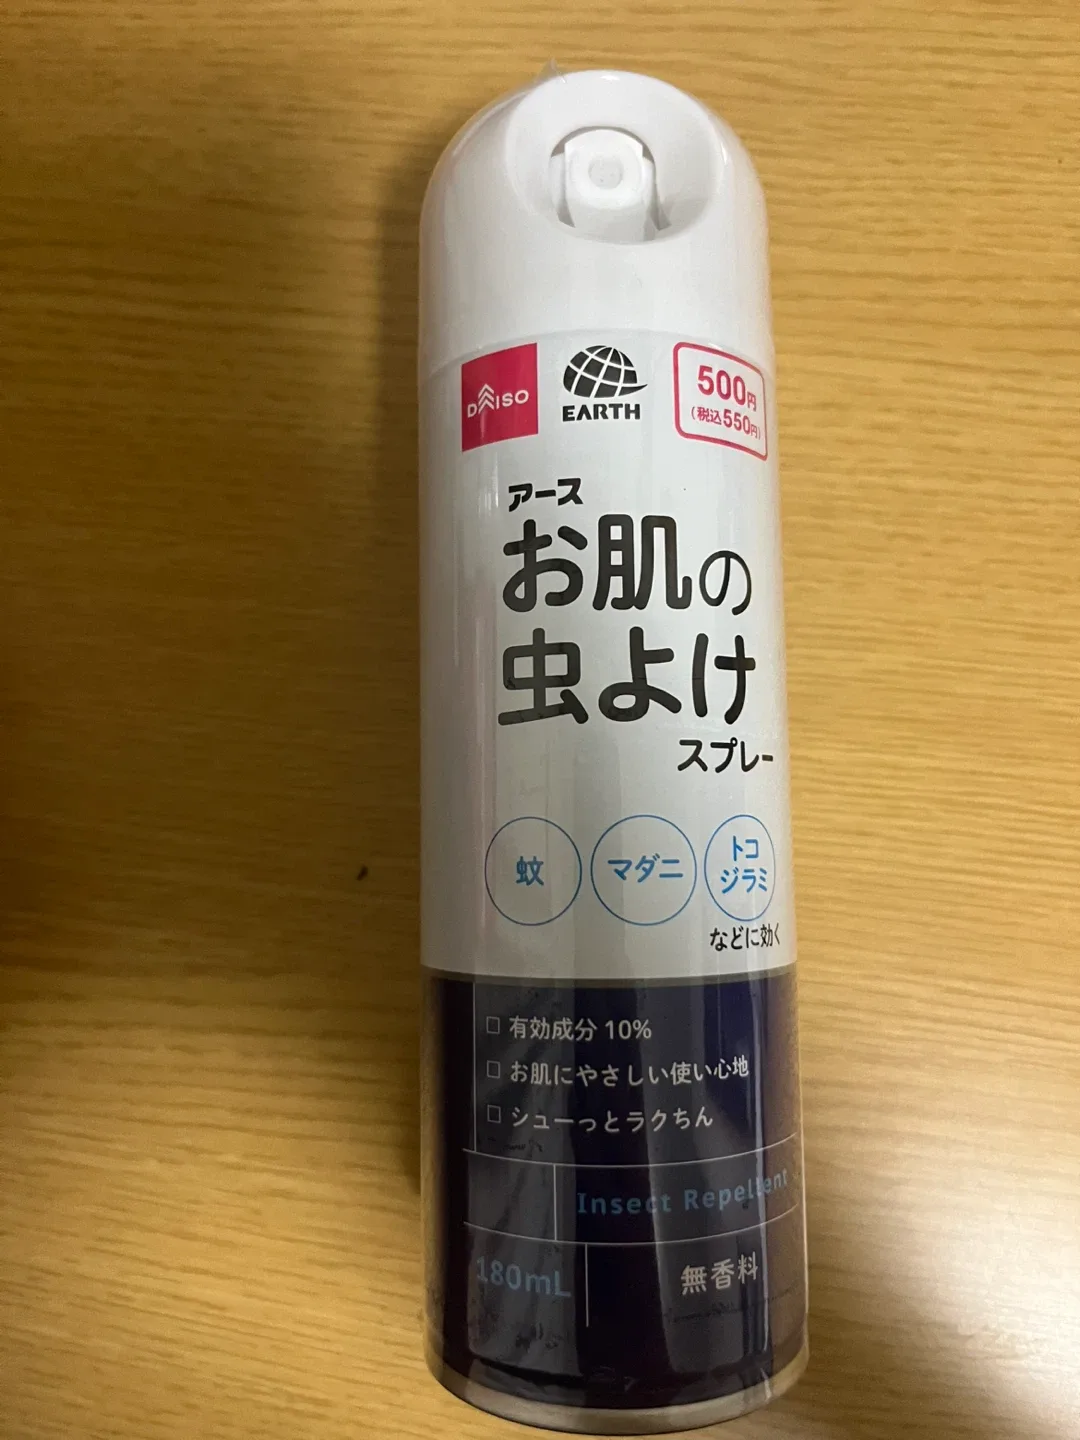 DAISO
EARTH
500円
(税込550円)
アース
お肌の
虫よけ
スプレー
蚊
マダニ
トコ
ジラミ
などに効く
□ 有効成分 10%
□ お肌にやさしい使い心地
□ シューっとラクちん
Insect Repellent
180mL
無香料